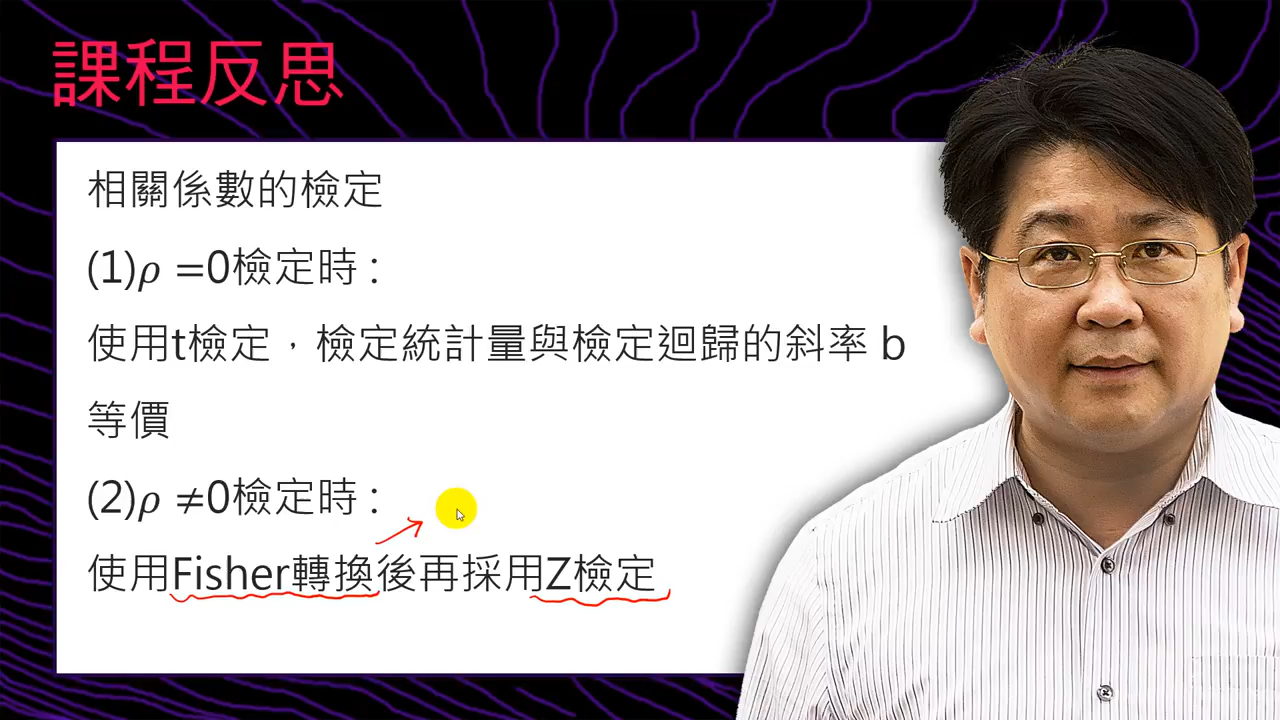 課程反思
相關係數的檢定
(1)ρ =0檢定時：
使用t檢定，檢定統計量與檢定迴歸的斜率 b
等價
(2)ρ ≠0檢定時：
使用Fisher轉換後再採用Z檢定